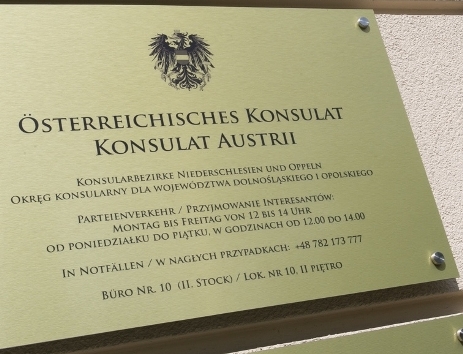 Österreichisches Konsulat
Konsulat Austrii
Konsularbezirke Niederschlesien und Oppeln
Okręg konsularny dla województwa dolnośląskiego i opolskiego
Parteienverkehr / Przyjmowanie Interesantów:
Montag bis Freitag von 12 bis 14 Uhr
od poniedziałku do piątku, w godzinach od 12.00 do 14.00
In Notfällen / w nagłych przypadkach: +48 782 173 777
Büro Nr. 10 (II. Stock) / Lok. nr 10, II piętro